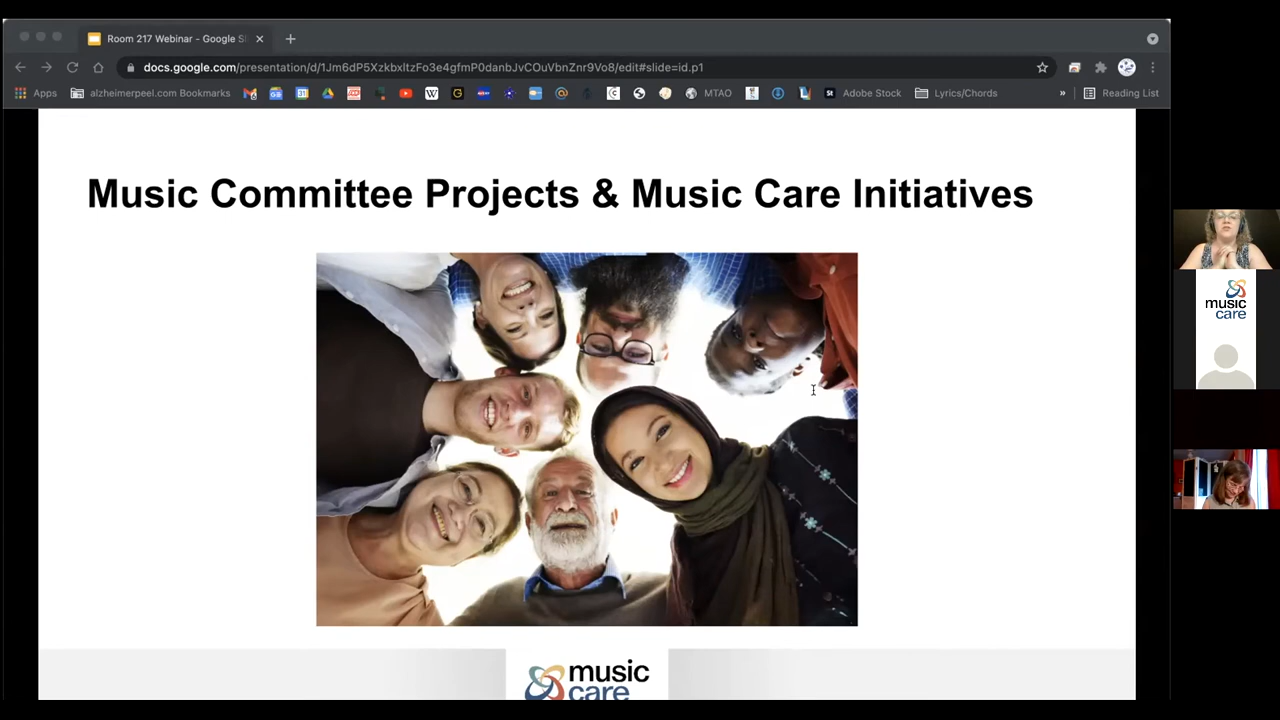 Room 217 Webinar - Google Sl
docs.google.com/presentation/d/1Jm6dP5XzkbxltzFo3e4gfmP0danbJvCOuVbnZnr9Vo8/edit#slide=id.p1
Apps alzheimerpeel.com Bookmarks MTAO Adobe Stock Lyrics/Chords » Reading List
Music Committee Projects & Music Care Initiatives
music
care
music
care